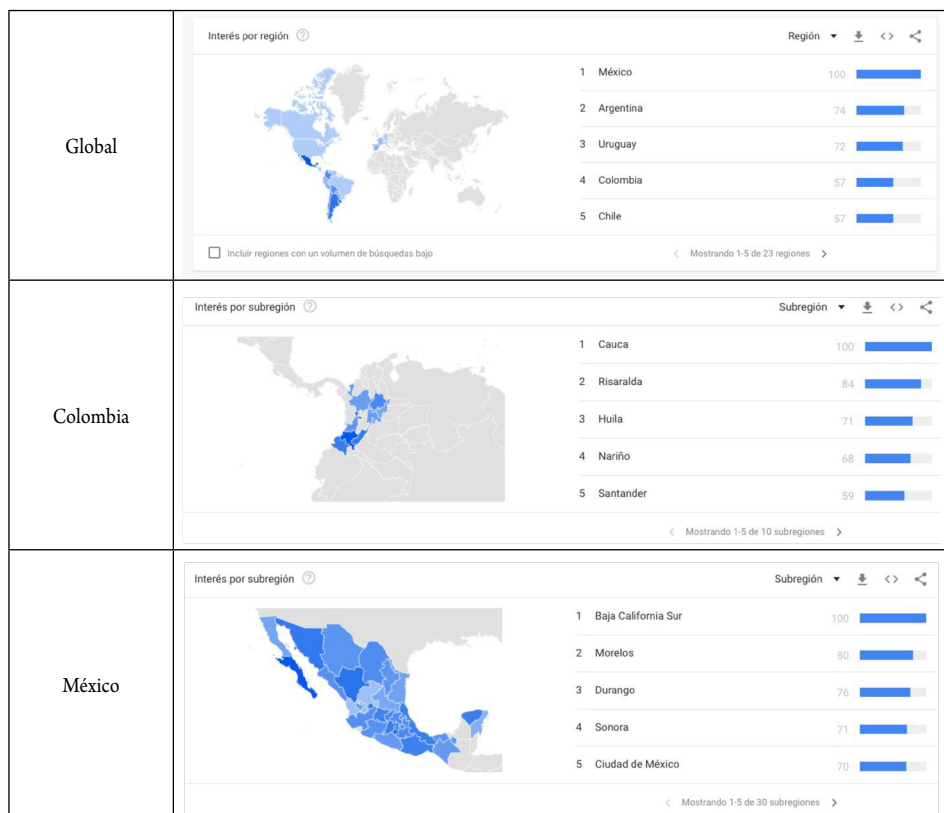 Global
Interés por región
Región
1 México 100
2 Argentina 74
3 Uruguay 72
4 Colombia 57
5 Chile 57
Incluir regiones con un volumen de búsquedas bajo
Mostrando 1-5 de 23 regiones
Colombia
Interés por subregión
Subregión
1 Cauca 100
2 Risaralda 84
3 Huila 71
4 Nariño 68
5 Santander 59
Mostrando 1-5 de 10 subregiones
México
Interés por subregión
Subregión
1 Baja California Sur 100
2 Morelos 80
3 Durango 76
4 Sonora 71
5 Ciudad de México 70
Mostrando 1-5 de 30 subregiones